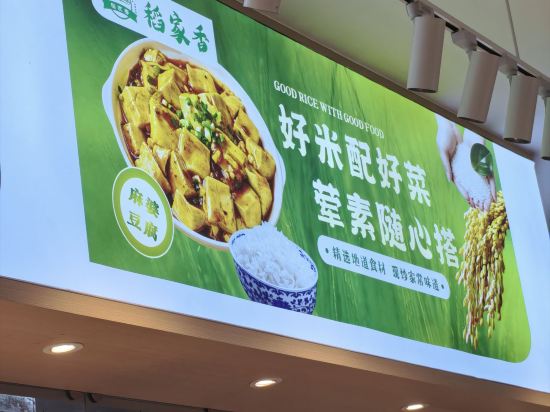 稻家香
GOOD RICE WITH GOOD FOOD
好米配好菜
荤素随心搭
·精选地道食材 现炒家常味道·
麻婆
豆腐